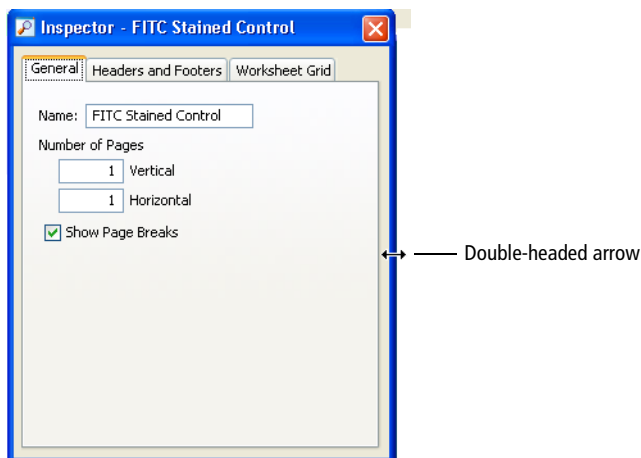 Inspector - FITC Stained Control
General Headers and Footers Worksheet Grid
Name: FITC Stained Control
Number of Pages
1 Vertical
1 Horizontal
Show Page Breaks
Double-headed arrow